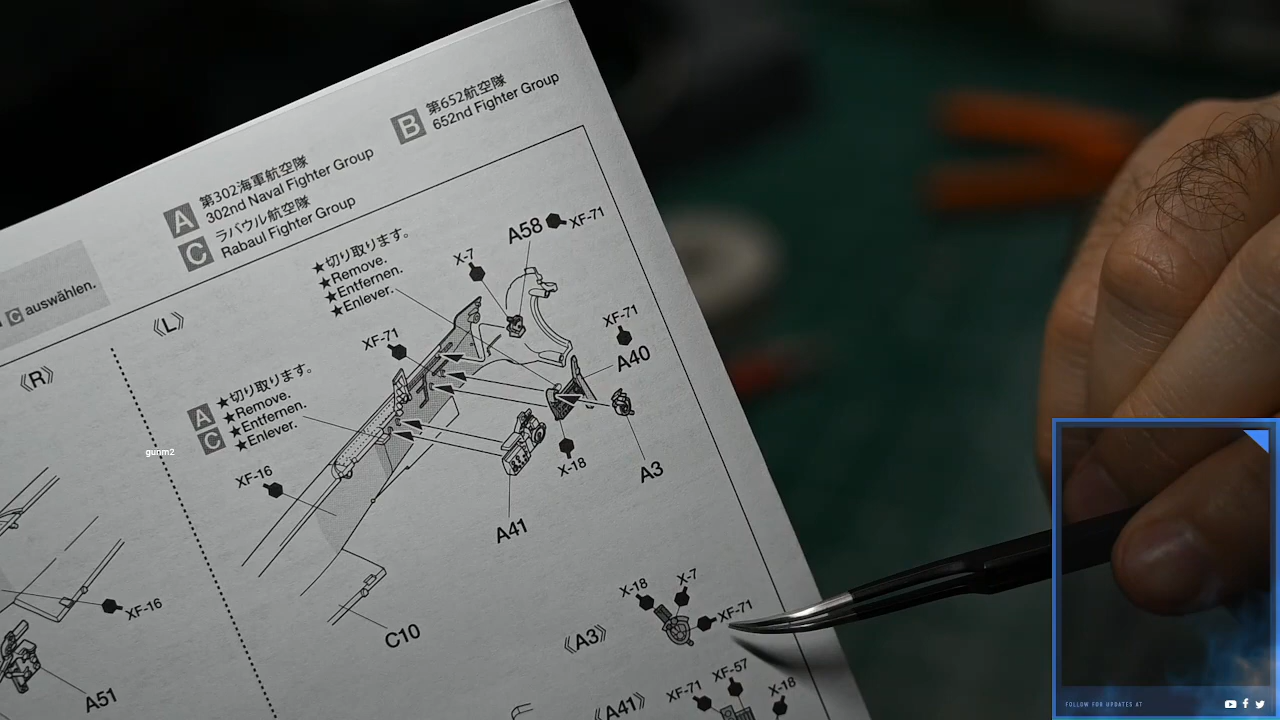 B
第652航空隊
652nd Fighter Group
A
第302海軍航空隊
302nd Naval Fighter Group
C
ラバウル航空隊
Rabaul Fighter Group
C auswählen.
《R》
《L》
★切り取ります。
★Remove.
★Entfernen.
★Enlever.
X-7
A58
XF-71
XF-71
XF-71
A40
A
C
★切り取ります。
★Remove.
★Entfernen.
★Enlever.
gunm2
XF-16
X-18
A3
A41
C10
XF-16
A51
《A3》
X-18
X-7
XF-71
《A41》
XF-71
XF-57
X-18
FOLLOW FOR UPDATES AT